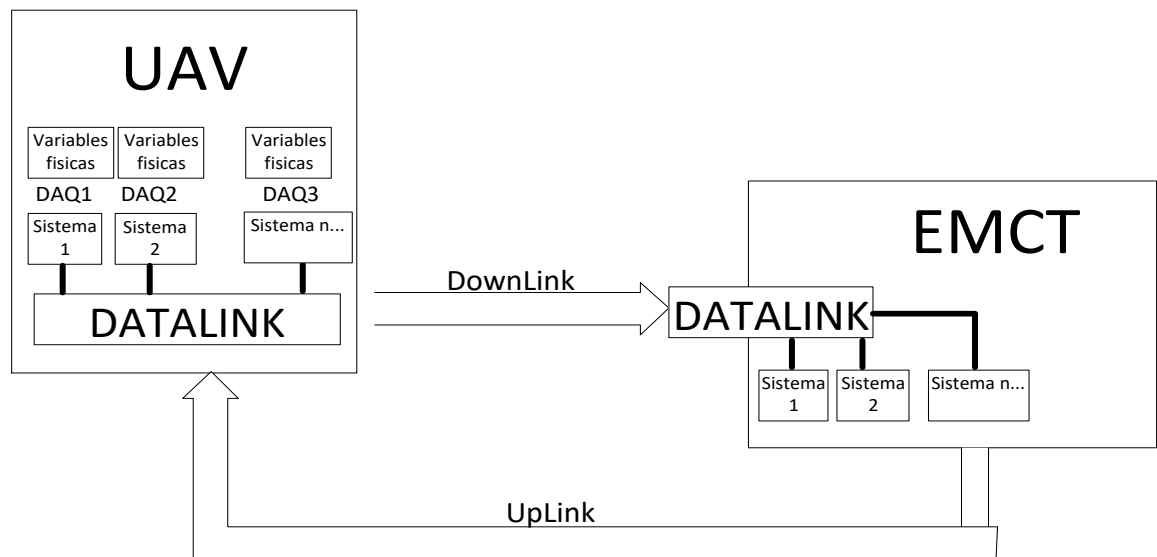 UAV
Variables
fisicas
Variables
fisicas
Variables
fisicas
DAQ1
DAQ2
DAQ3
Sistema
1
Sistema
2
Sistema n...
DATALINK
DownLink
EMCT
DATALINK
Sistema
1
Sistema
2
Sistema n...
UpLink